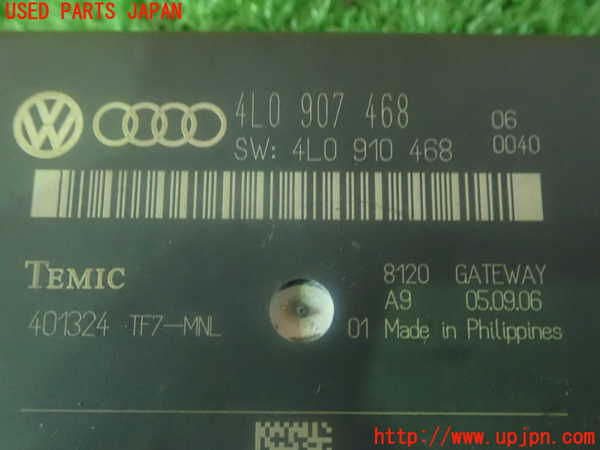 USED PARTS JAPAN
4L0 907 468 06
SW: 4L0 910 468 0040
TEMIC
8120 GATEWAY
A9 05.09.06
401324 TF7-MNL 01 Made in Philippines
http://www.upjpn.com/